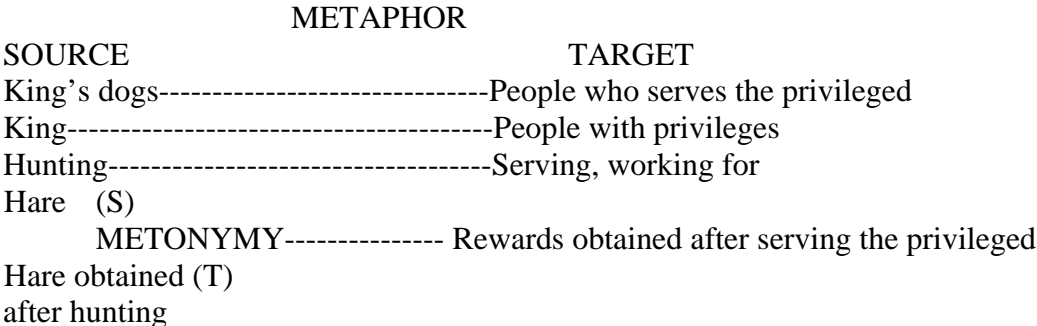 METAPHOR
SOURCE TARGET
King’s dogs-------------------------------People who serves the privileged
King----------------------------------------People with privileges
Hunting------------------------------------Serving, working for
Hare (S)
METONYMY--------------- Rewards obtained after serving the privileged
Hare obtained (T)
after hunting